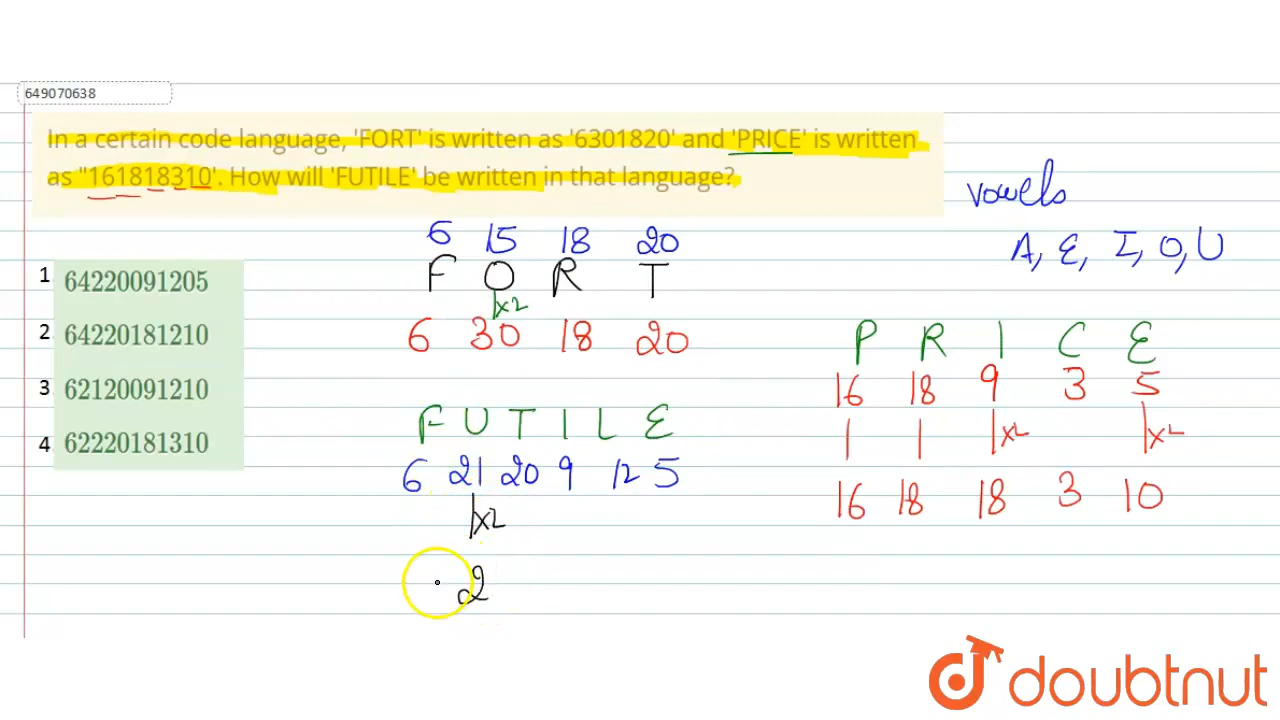 649070638
In a certain code language, 'FORT' is written as '6301820' and 'PRICE' is written
as "161818310'. How will 'FUTILE' be written in that language?
vowels
A, E, I, O, U
6 15 18 20
F O R T
x2
6 30 18 20
1 64220091205
2 64220181210
3 62120091210
4 62220181310
P R I C E
16 18 9 3 5
1 1 x2 x2
16 18 18 3 10
F U T I L E
6 21 20 9 12 5
x2
2
doubtnut